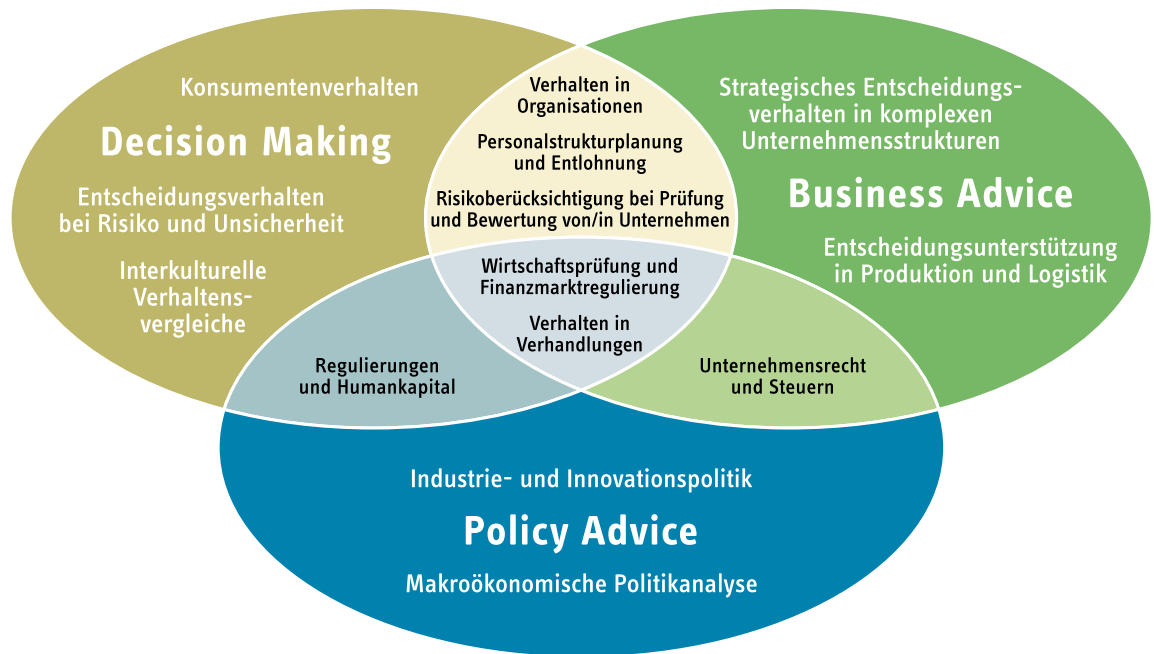 Konsumentenverhalten
Decision Making
Entscheidungsverhalten
bei Risiko und Unsicherheit
Interkulturelle
Verhaltens-
vergleiche
Verhalten in
Organisationen
Personalstrukturplanung
und Entlohnung
Risikoberücksichtigung bei Prüfung
und Bewertung von/in Unternehmen
Strategisches Entscheidungs-
verhalten in komplexen
Unternehmensstrukturen
Business Advice
Entscheidungsunterstützung
in Produktion und Logistik
Wirtschaftsprüfung und
Finanzmarktregulierung
Verhalten in
Verhandlungen
Regulierungen
und Humankapital
Unternehmensrecht
und Steuern
Industrie- und Innovationspolitik
Policy Advice
Makroökonomische Politikanalyse